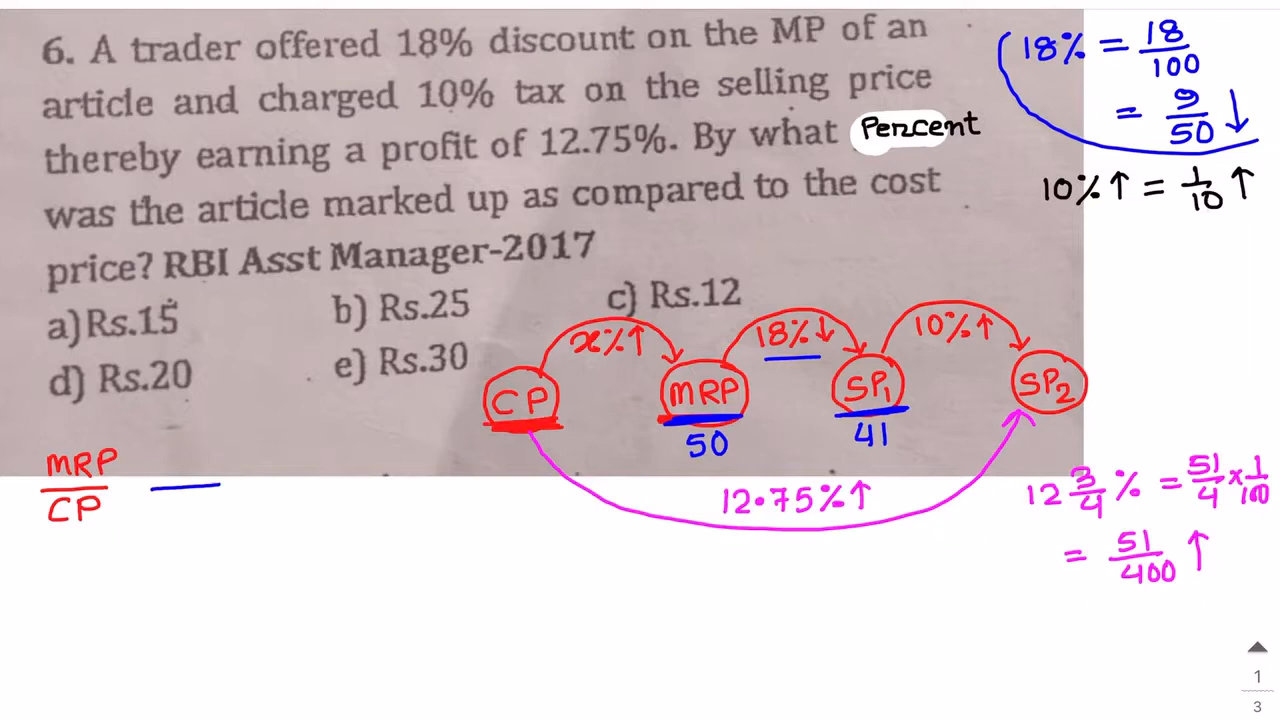 6. A trader offered 18% discount on the MP of an
article and charged 10% tax on the selling price
thereby earning a profit of 12.75%. By what Percent
was the article marked up as compared to the cost
price? RBI Asst Manager-2017
a)Rs.15
b) Rs.25
c) Rs.12
d) Rs.20
e) Rs.30
18% = 18/100
= 9/50 ↓
10%↑ = 1/10 ↑
x%↑
18%↓
10%↑
CP
MRP
SP₁
SP₂
50
41
12.75%↑
MRP/CP
12 3/4 % = 51/4 × 1/100
= 51/400 ↑
1
3